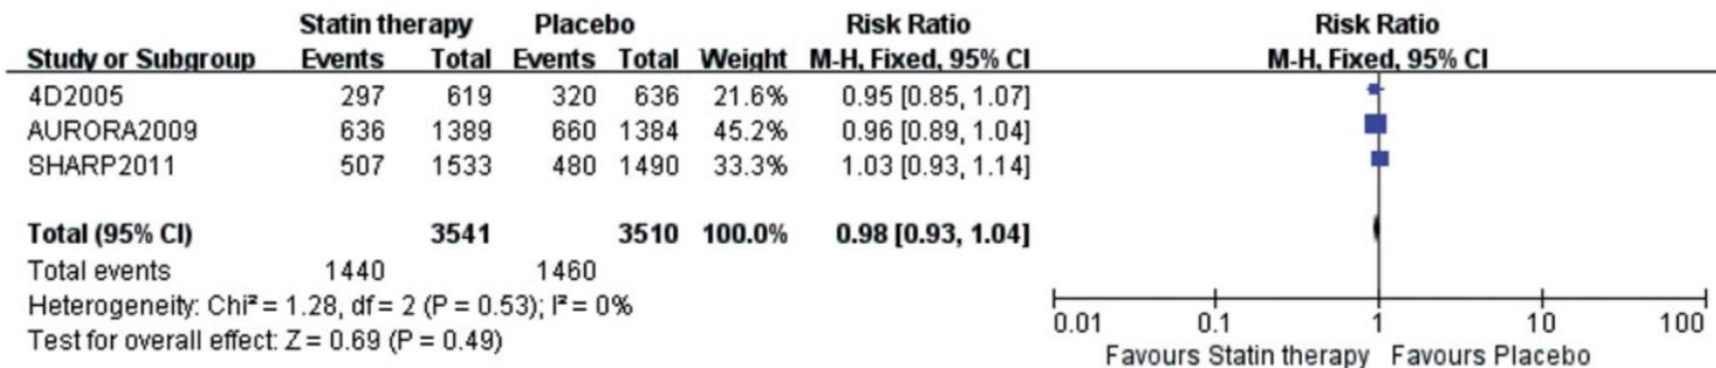 Statin therapy Placebo Risk Ratio Risk Ratio
Study or Subgroup Events Total Events Total Weight M-H, Fixed, 95% CI M-H, Fixed, 95% CI
4D2005 297 619 320 636 21.6% 0.95 [0.85, 1.07]
AURORA2009 636 1389 660 1384 45.2% 0.96 [0.89, 1.04]
SHARP2011 507 1533 480 1490 33.3% 1.03 [0.93, 1.14]
Total (95% CI) 3541 3510 100.0% 0.98 [0.93, 1.04]
Total events 1440 1460
Heterogeneity: Chi² = 1.28, df = 2 (P = 0.53); I² = 0%
Test for overall effect: Z = 0.69 (P = 0.49)
0.01 0.1 1 10 100
Favours Statin therapy Favours Placebo